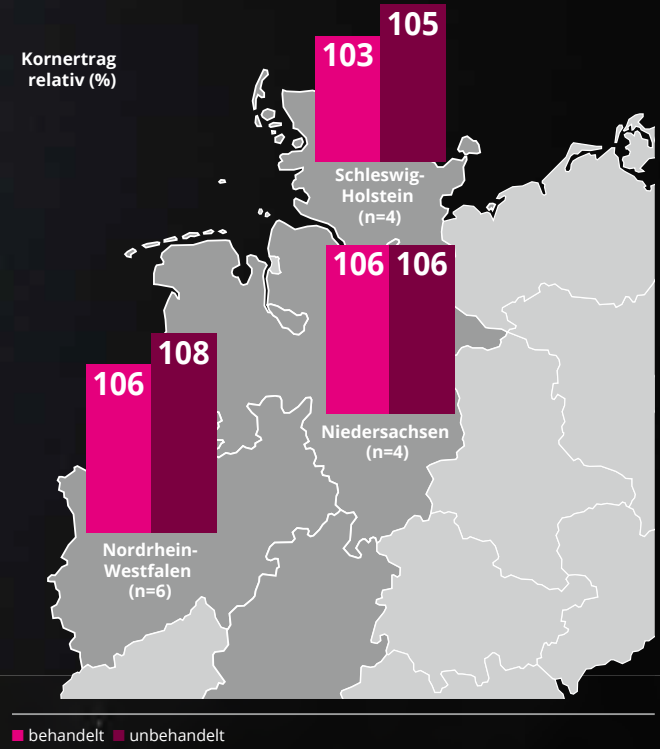 Kornertrag
relativ (%)
103
105
Schleswig-
Holstein
(n=4)
106
106
Niedersachsen
(n=4)
106
108
Nordrhein-
Westfalen
(n=6)
behandelt unbehandelt